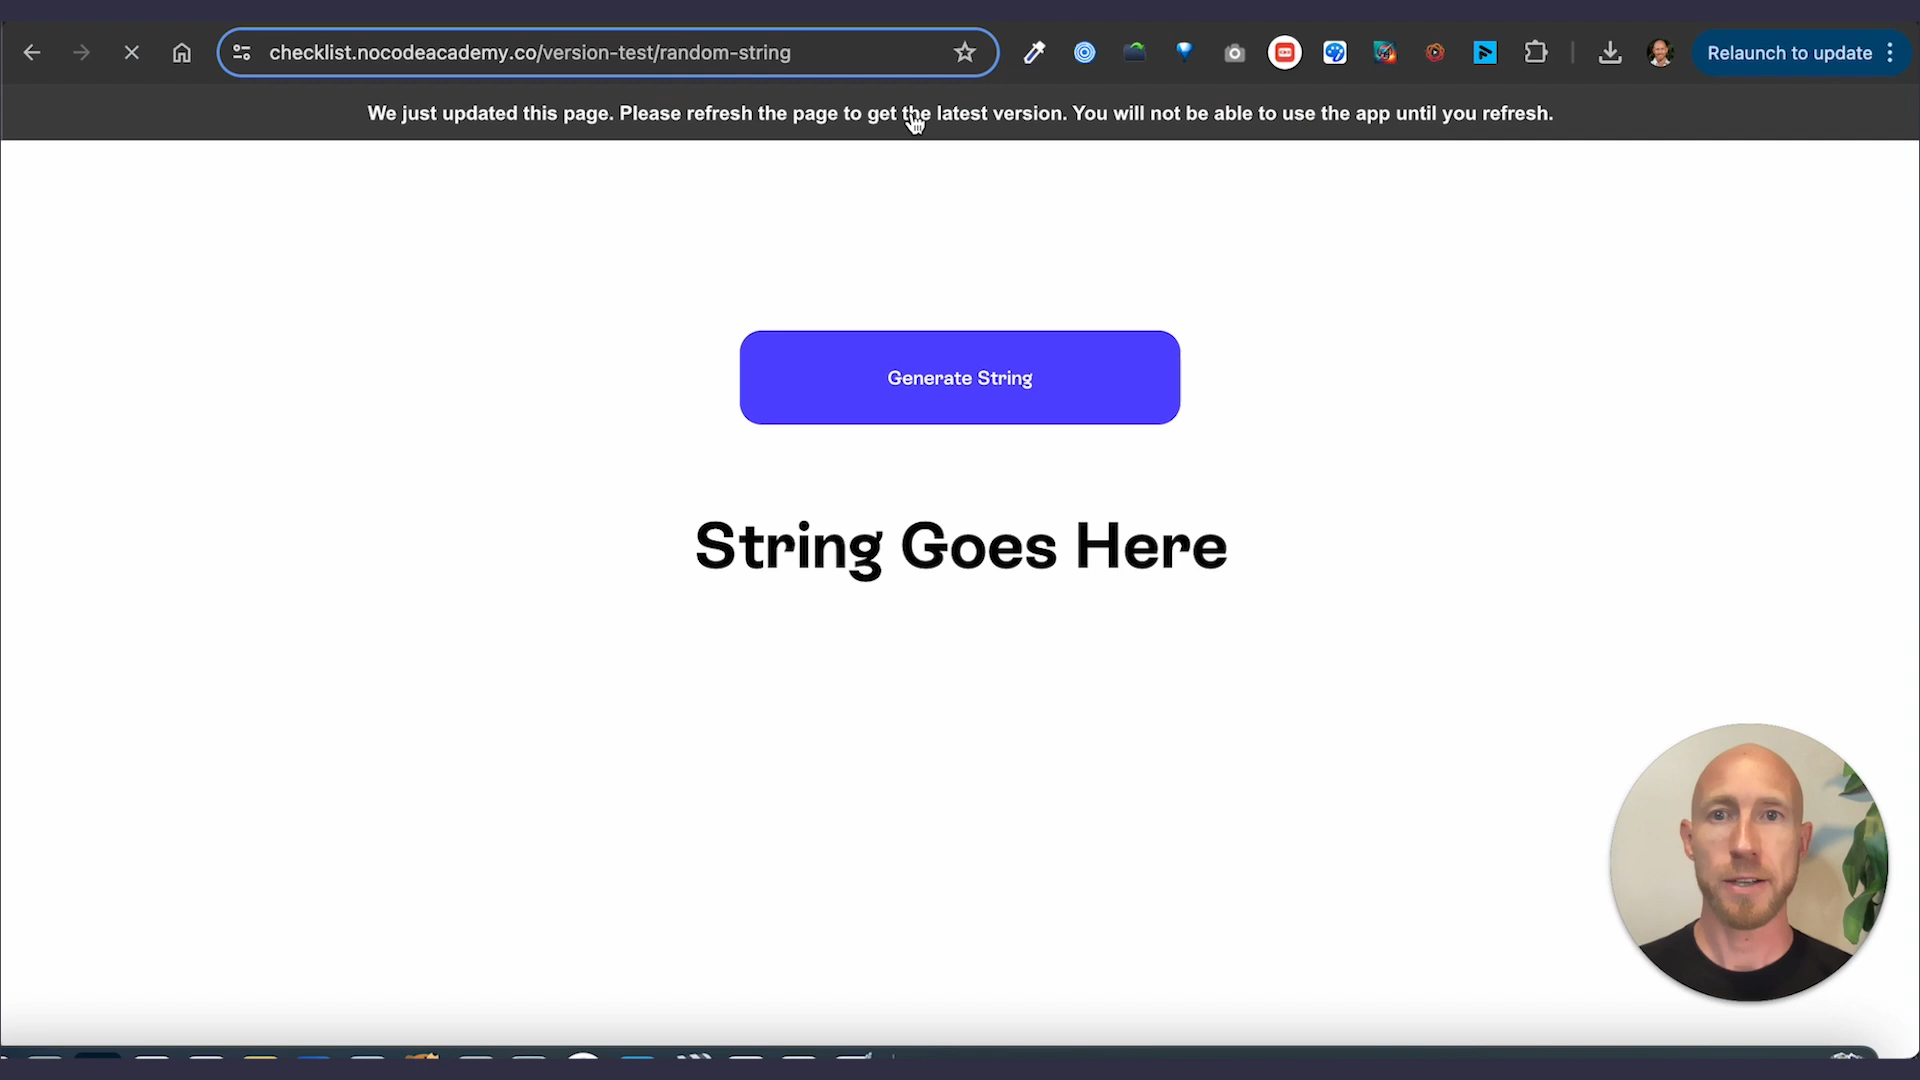 checklist.nocodeacademy.co/version-test/random-string
Relaunch to update
We just updated this page. Please refresh the page to get the latest version. You will not be able to use the app until you refresh.
Generate String
String Goes Here